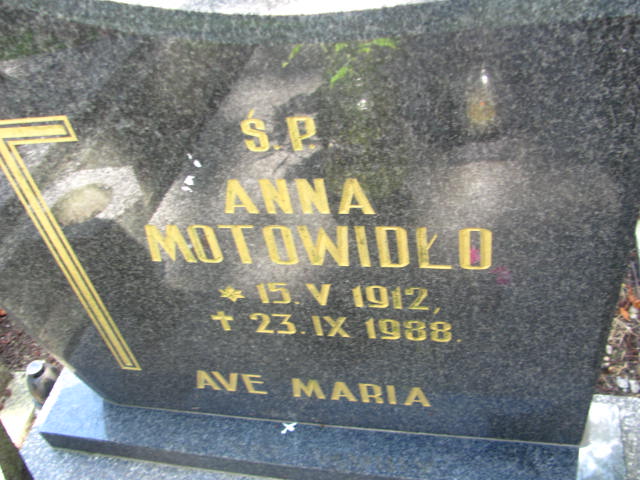 Ś.P.
ANNA
MOTOWIDŁO
* 15.V 1912,
✝ 23.IX 1988.
AVE MARIA